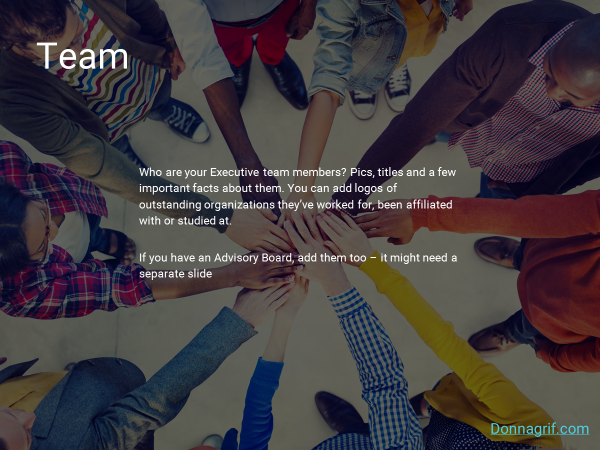 Team
Who are your Executive team members? Pics, titles and a few
important facts about them. You can add logos of
outstanding organizations they've worked for, been affiliated
with or studied at.
If you have an Advisory Board, add them too – it might need a
separate slide
Donnagrif.com